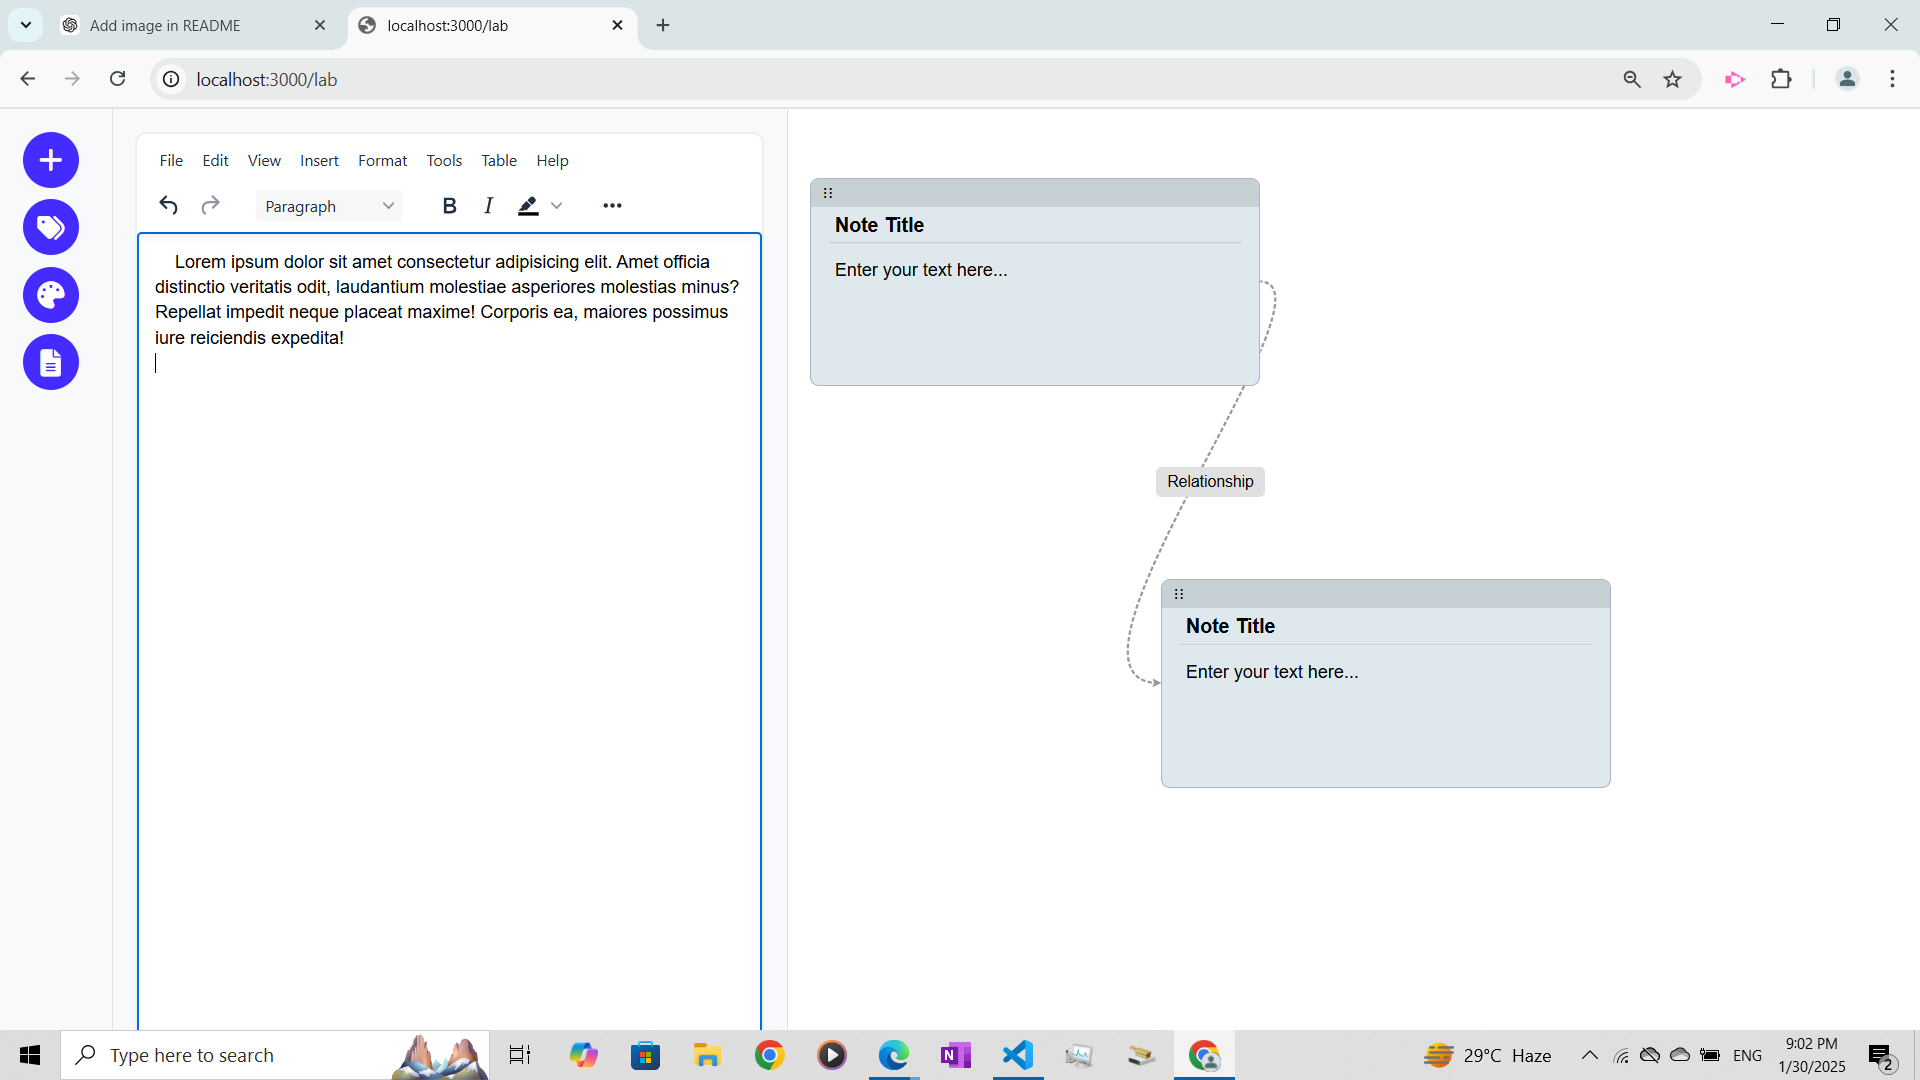 Add image in README
localhost:3000/lab
localhost:3000/lab
File Edit View Insert Format Tools Table Help
Paragraph B I
Lorem ipsum dolor sit amet consectetur adipisicing elit. Amet officia
distinctio veritatis odit, laudantium molestiae asperiores molestias minus?
Repellat impedit neque placeat maxime! Corporis ea, maiores possimus
iure reiciendis expedita!
Note Title
Enter your text here...
Relationship
Note Title
Enter your text here...
Type here to search
N
29°C Haze
ENG
9:02 PM
1/30/2025
2